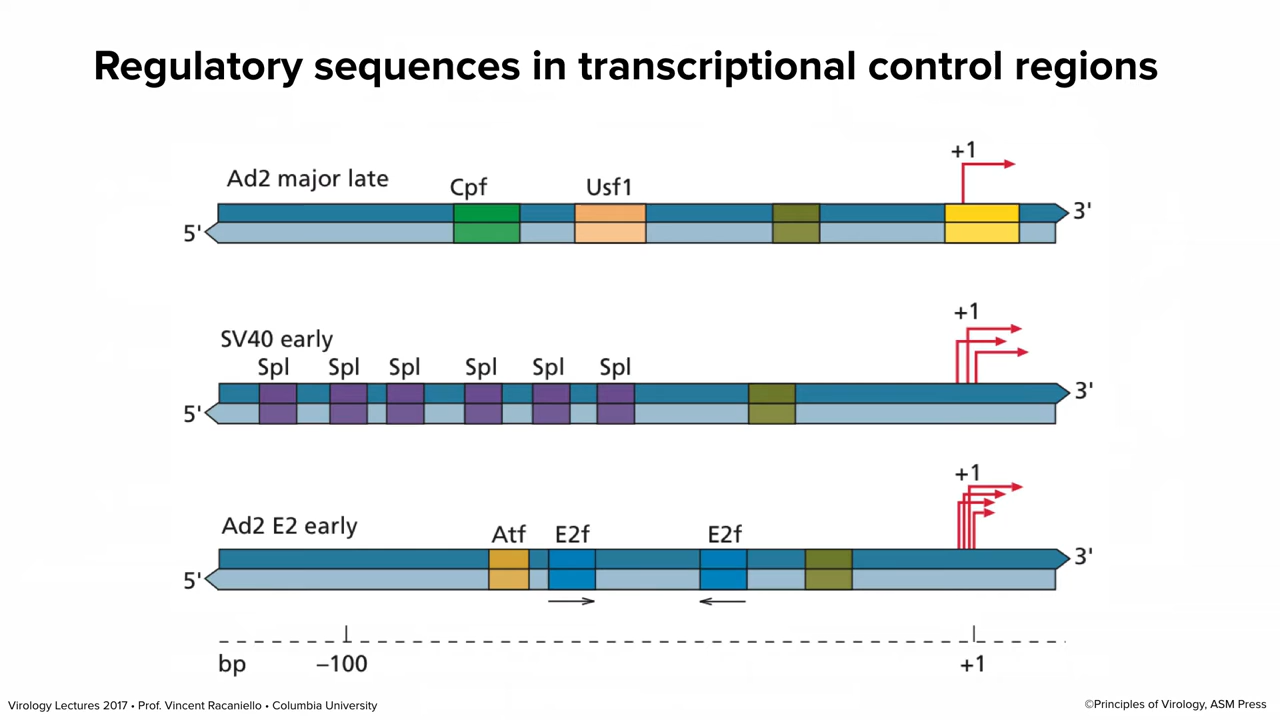 Regulatory sequences in transcriptional control regions
+1
Ad2 major late
Cpf
Usf1
3'
5'
+1
SV40 early
Spl Spl Spl Spl Spl Spl
3'
5'
+1
Ad2 E2 early
Atf E2f E2f
3'
5'
bp –100 +1
Virology Lectures 2017 • Prof. Vincent Racaniello • Columbia University
©Principles of Virology, ASM Press